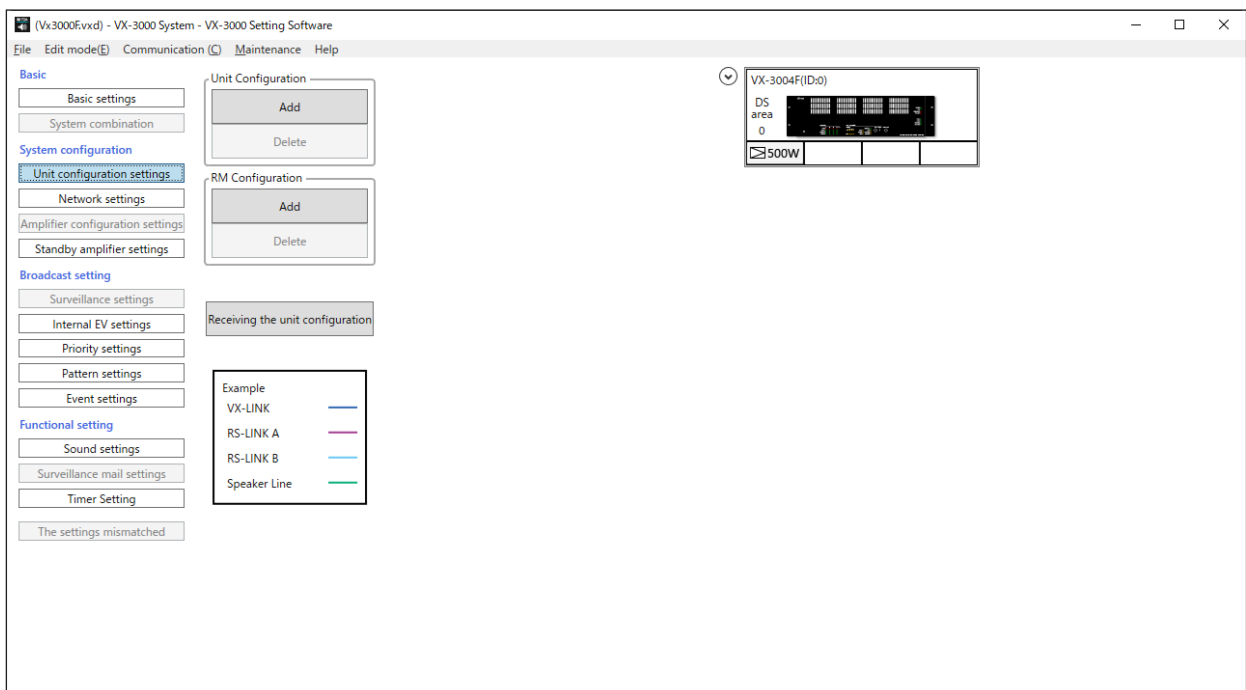 (Vx3000F.vxd) - VX-3000 System - VX-3000 Setting Software
File Edit mode(E) Communication (C) Maintenance Help
Basic
Basic settings
System combination
System configuration
Unit configuration settings
Network settings
Amplifier configuration settings
Standby amplifier settings
Broadcast setting
Surveillance settings
Internal EV settings
Priority settings
Pattern settings
Event settings
Functional setting
Sound settings
Surveillance mail settings
Timer Setting
The settings mismatched
Unit Configuration
Add
Delete
RM Configuration
Add
Delete
Receiving the unit configuration
Example
VX-LINK
RS-LINK A
RS-LINK B
Speaker Line
VX-3004F(ID:0)
DS
area
0
500W